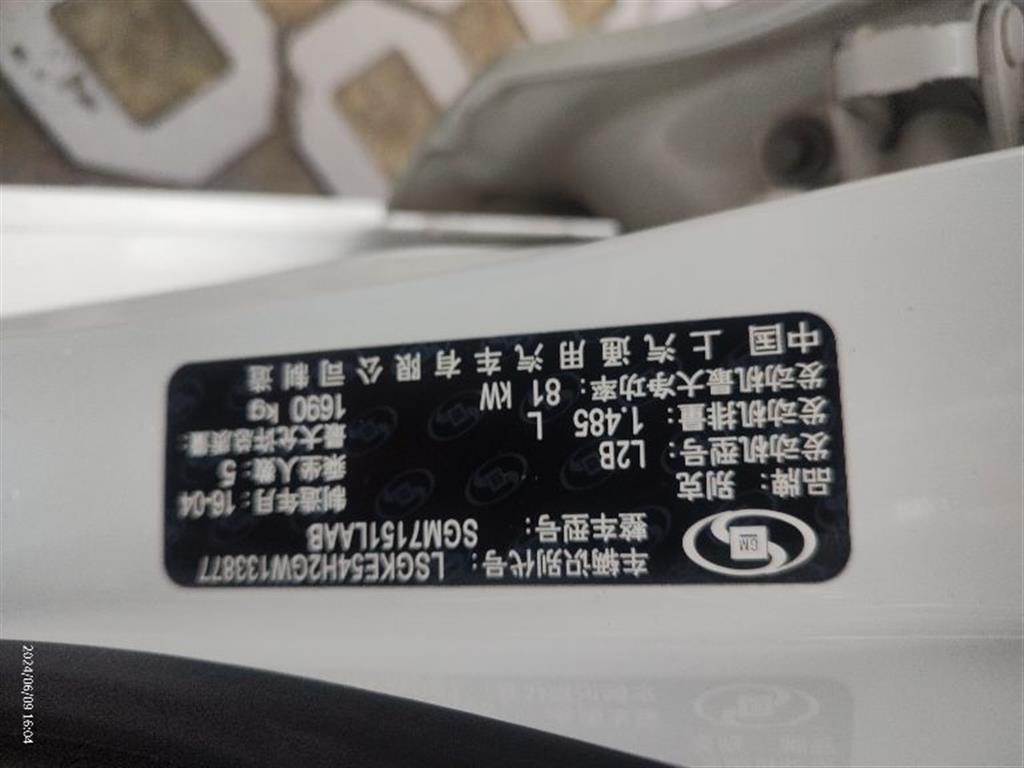 GM
车辆识别代号: LSGKE54H2GW133877
整车型号: SGM7151LAAB
品牌: 别克 制造年月: 16-04
发动机型号: L2B 乘坐人数: 5
发动机排量: 1.485 L 最大允许总质量:
发动机最大净功率: 81 kW 1690 kg
中国 上汽通用汽车有限公司制造
2024/06/09 16:04